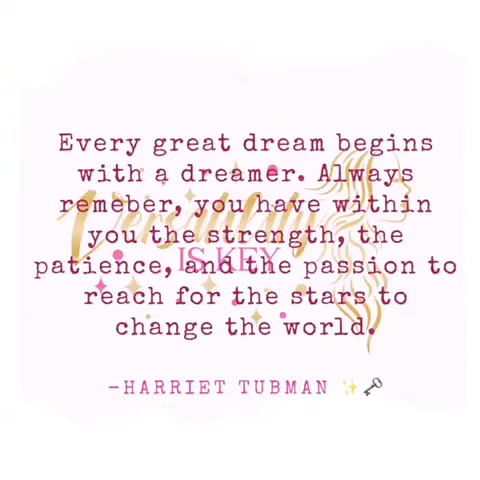 Every great dream begins
with a dreamer. Always
remeber, you have within
you the strength, the
patience, and the passion to
reach for the stars to
change the world.
Versatility
IS KEY
-HARRIET TUBMAN ✨🗝